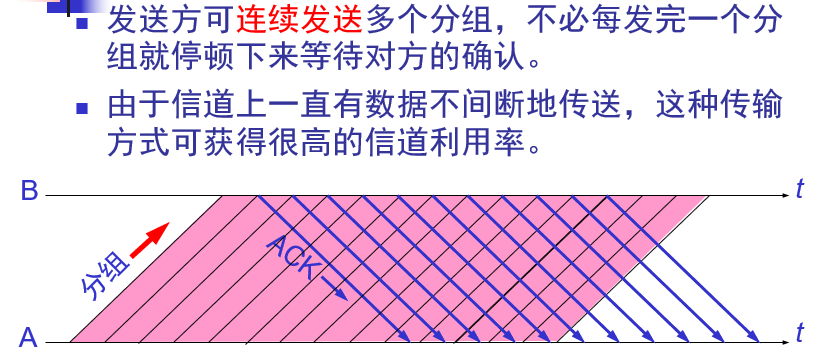 发送方可连续发送多个分组，不必每发完一个分
组就停顿下来等待对方的确认。
由于信道上一直有数据不间断地传送，这种传输
方式可获得很高的信道利用率。
B
t
分组
ACK
A
t